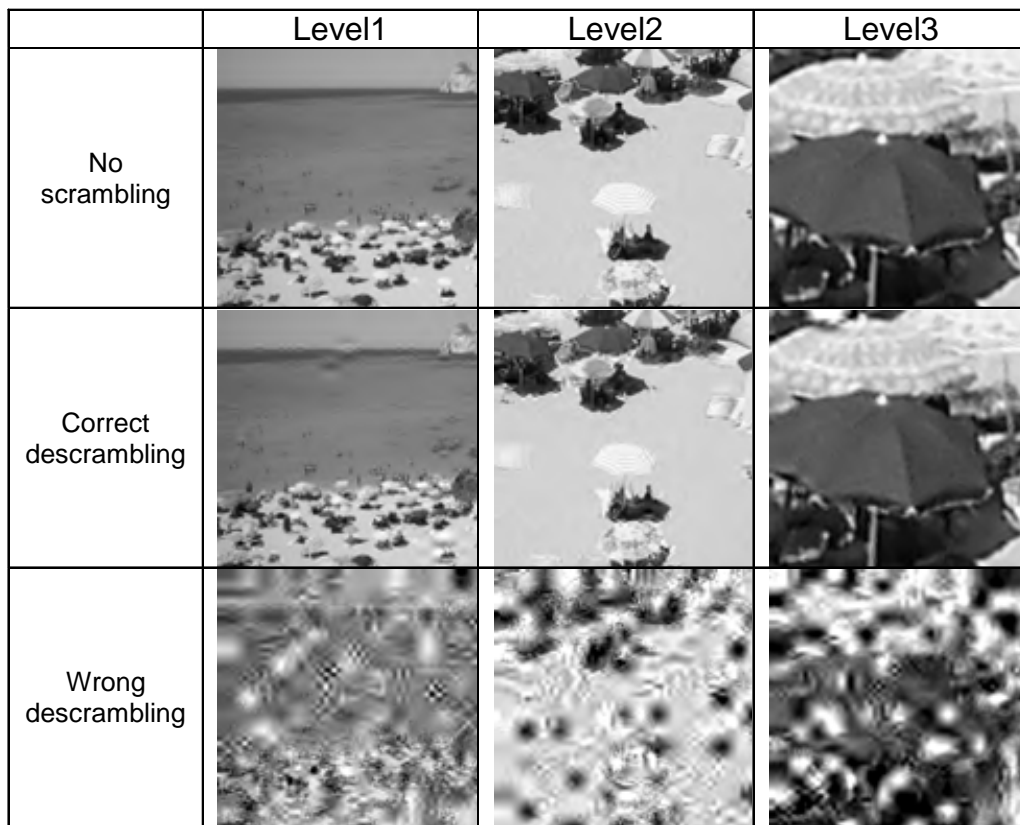 Level1 Level2 Level3
No
scrambling
Correct
descrambling
Wrong
descrambling